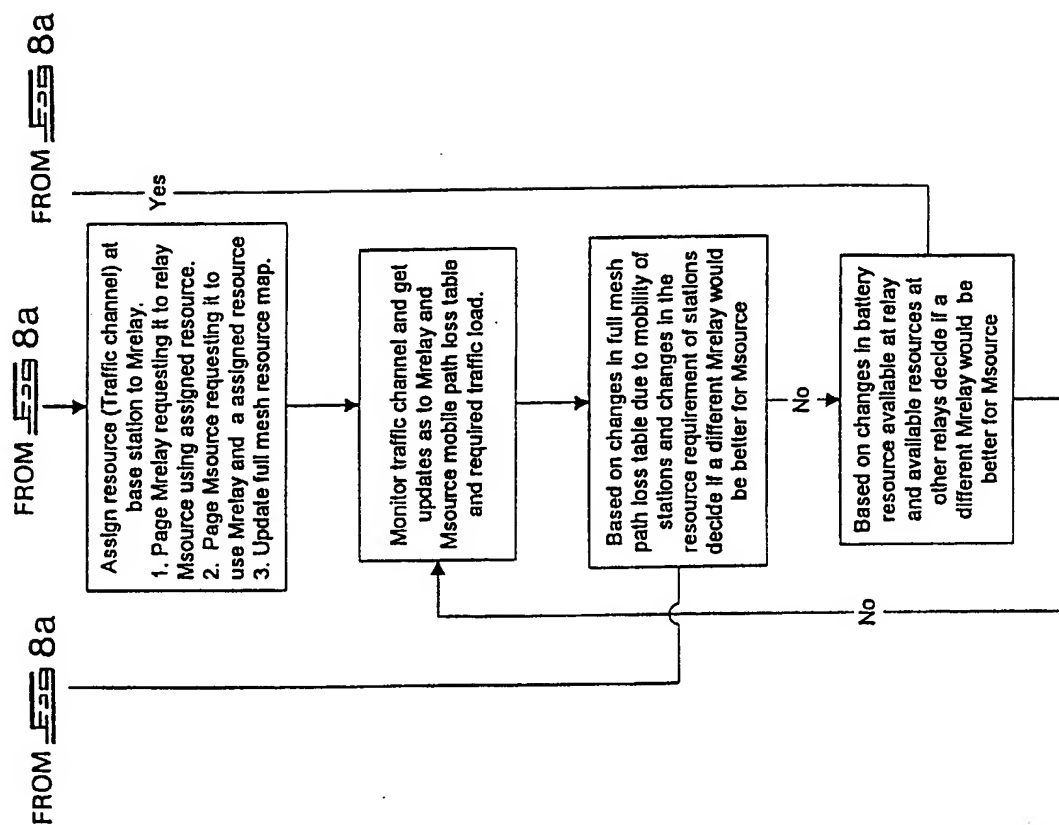 FROM Fig 8a
FROM Fig 8a
FROM Fig 8a
Assign resource (Traffic channel) at
base station to Mrelay.
1. Page Mrelay requesting it to relay
Msource using assigned resource.
2. Page Msource requesting it to
use Mrelay and a assigned resource
3. Update full mesh resource map.
Yes
Monitor traffic channel and get
updates as to Mrelay and
Msource mobile path loss table
and required traffic load.
Based on changes in full mesh
path loss table due to mobility of
stations and changes in the
resource requirement of stations
decide if a different Mrelay would
be better for Msource
No
Based on changes in battery
resource available at relay
and available resources at
other relays decide if a
different Mrelay would be
better for Msource
No